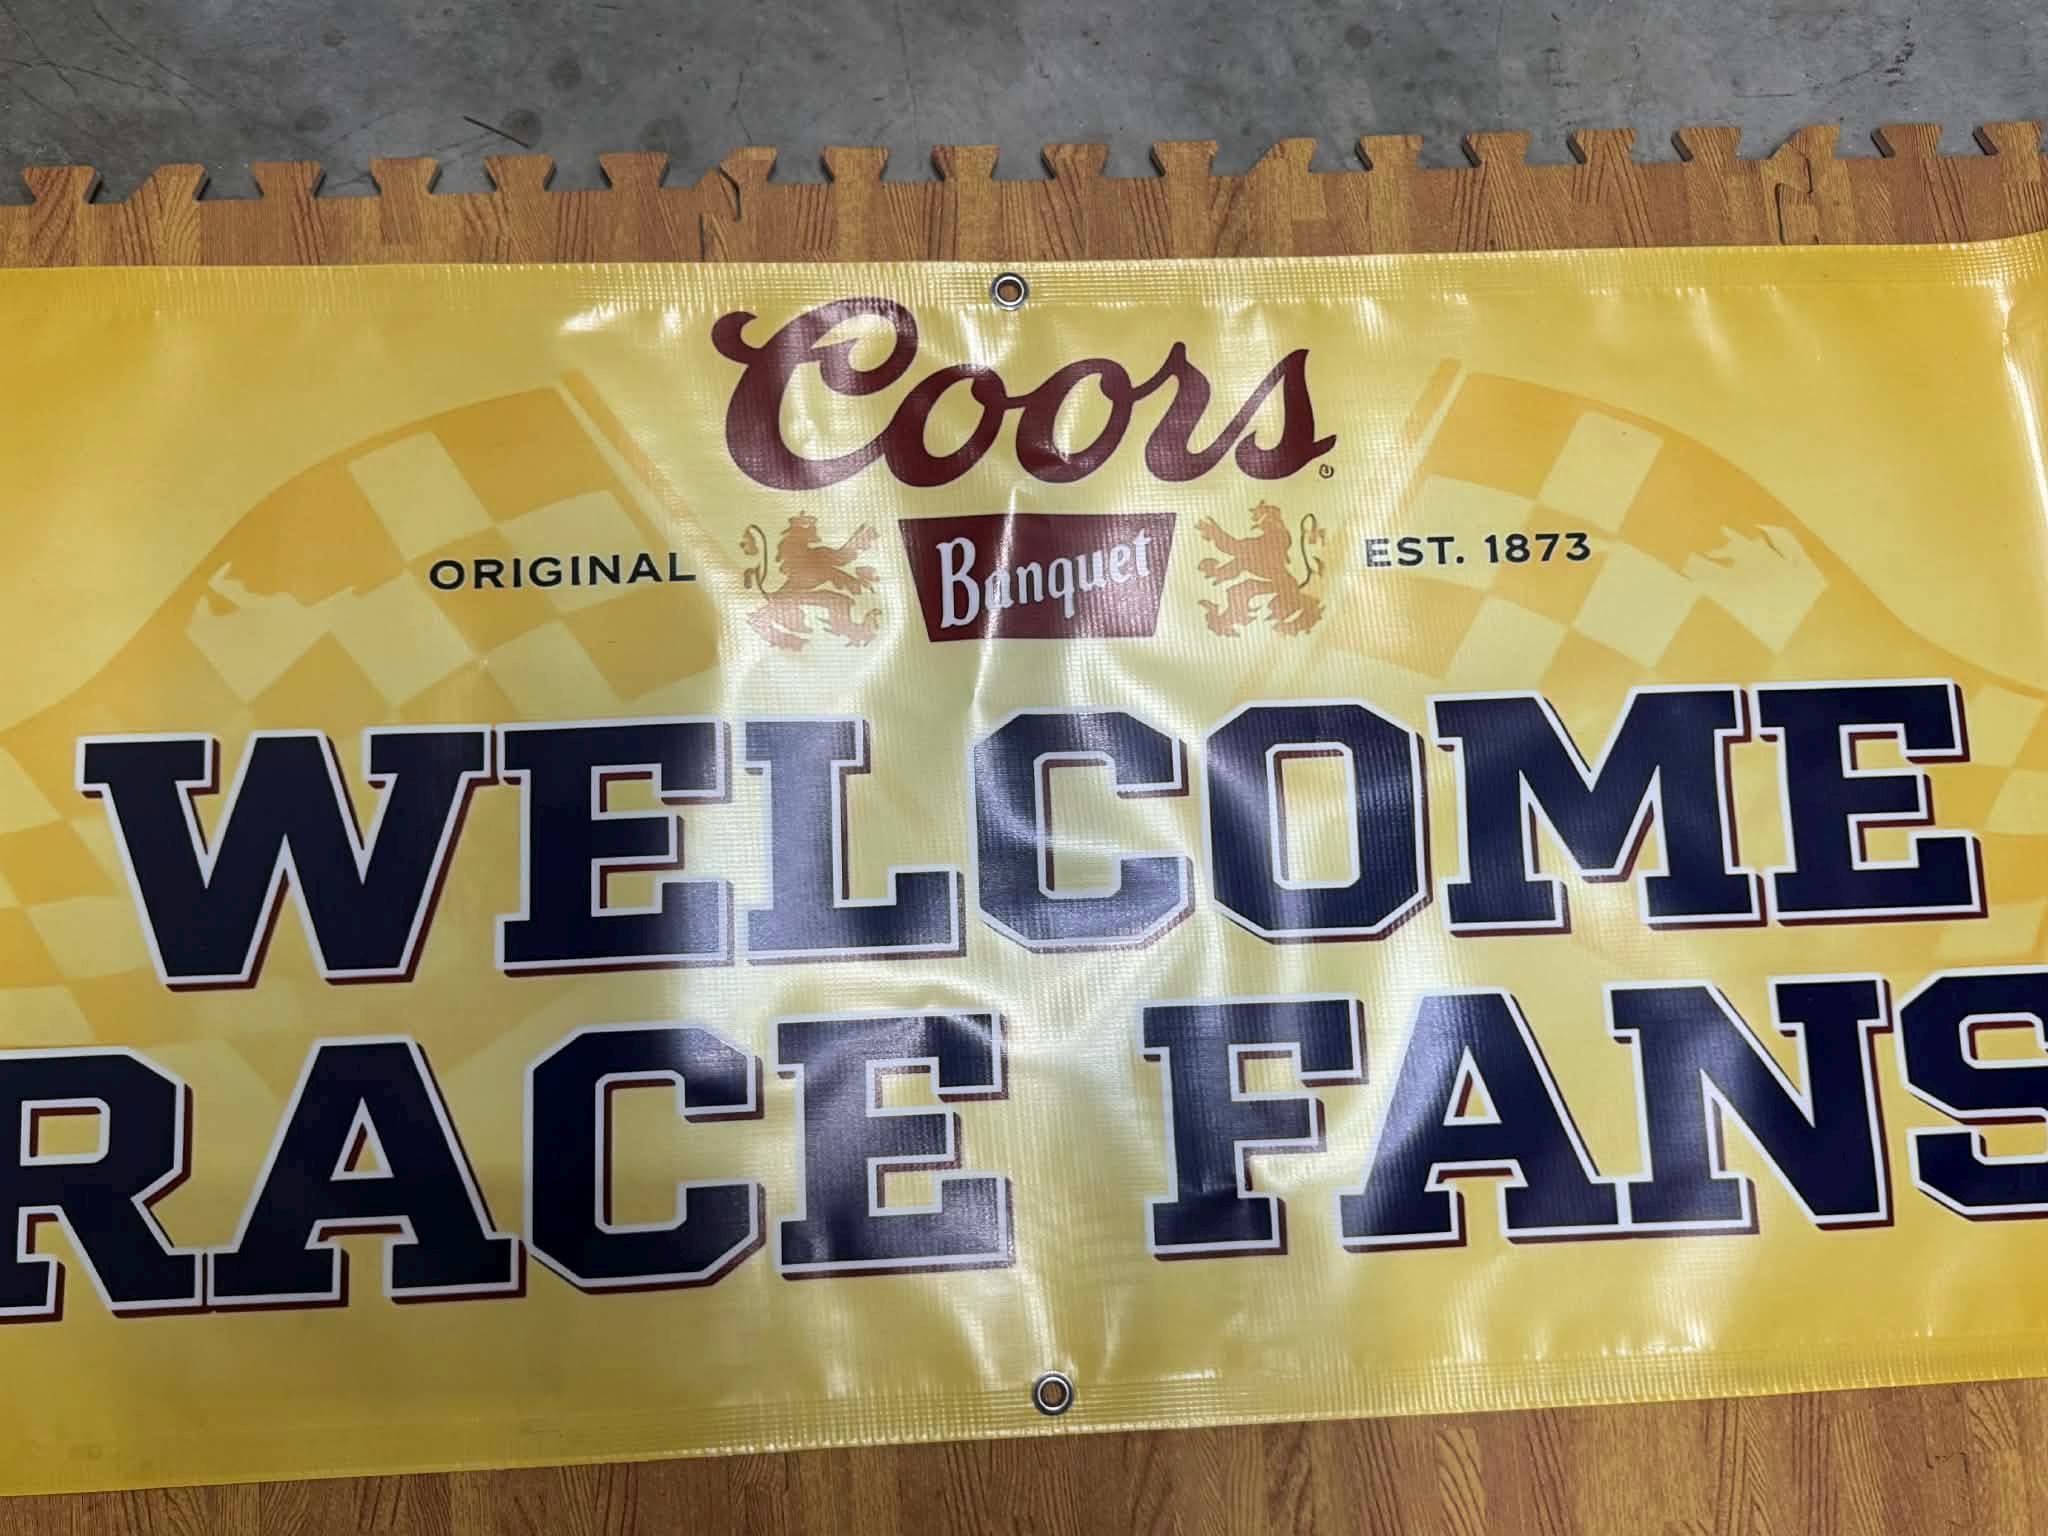 Coors®
ORIGINAL Banquet EST. 1873
WELCOME
RACE FANS